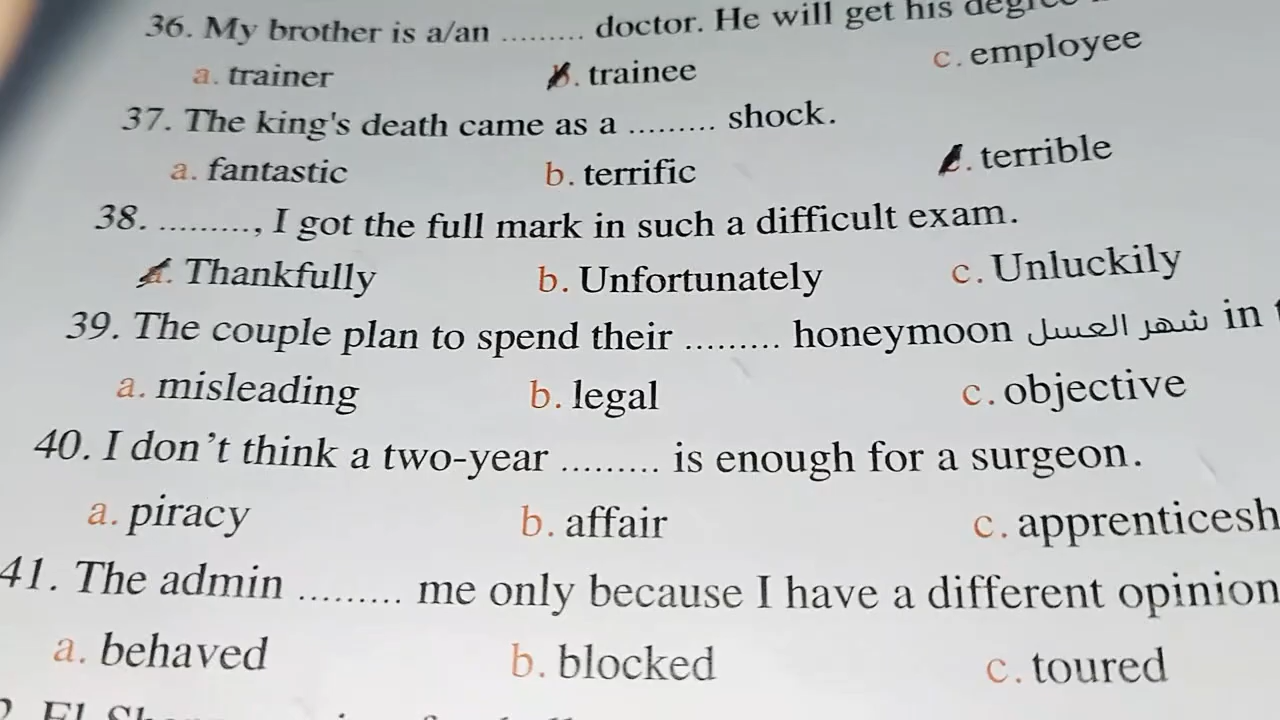 36. My brother is a/an ......... doctor. He will get his degree
a. trainer b. trainee c. employee
37. The king's death came as a ......... shock.
a. fantastic b. terrific c. terrible
38. ........., I got the full mark in such a difficult exam.
a. Thankfully b. Unfortunately c. Unluckily
39. The couple plan to spend their ......... honeymoon شهر العسل in
a. misleading b. legal c. objective
40. I don't think a two-year ......... is enough for a surgeon.
a. piracy b. affair c. apprenticesh
41. The admin ......... me only because I have a different opinion
a. behaved b. blocked c. toured